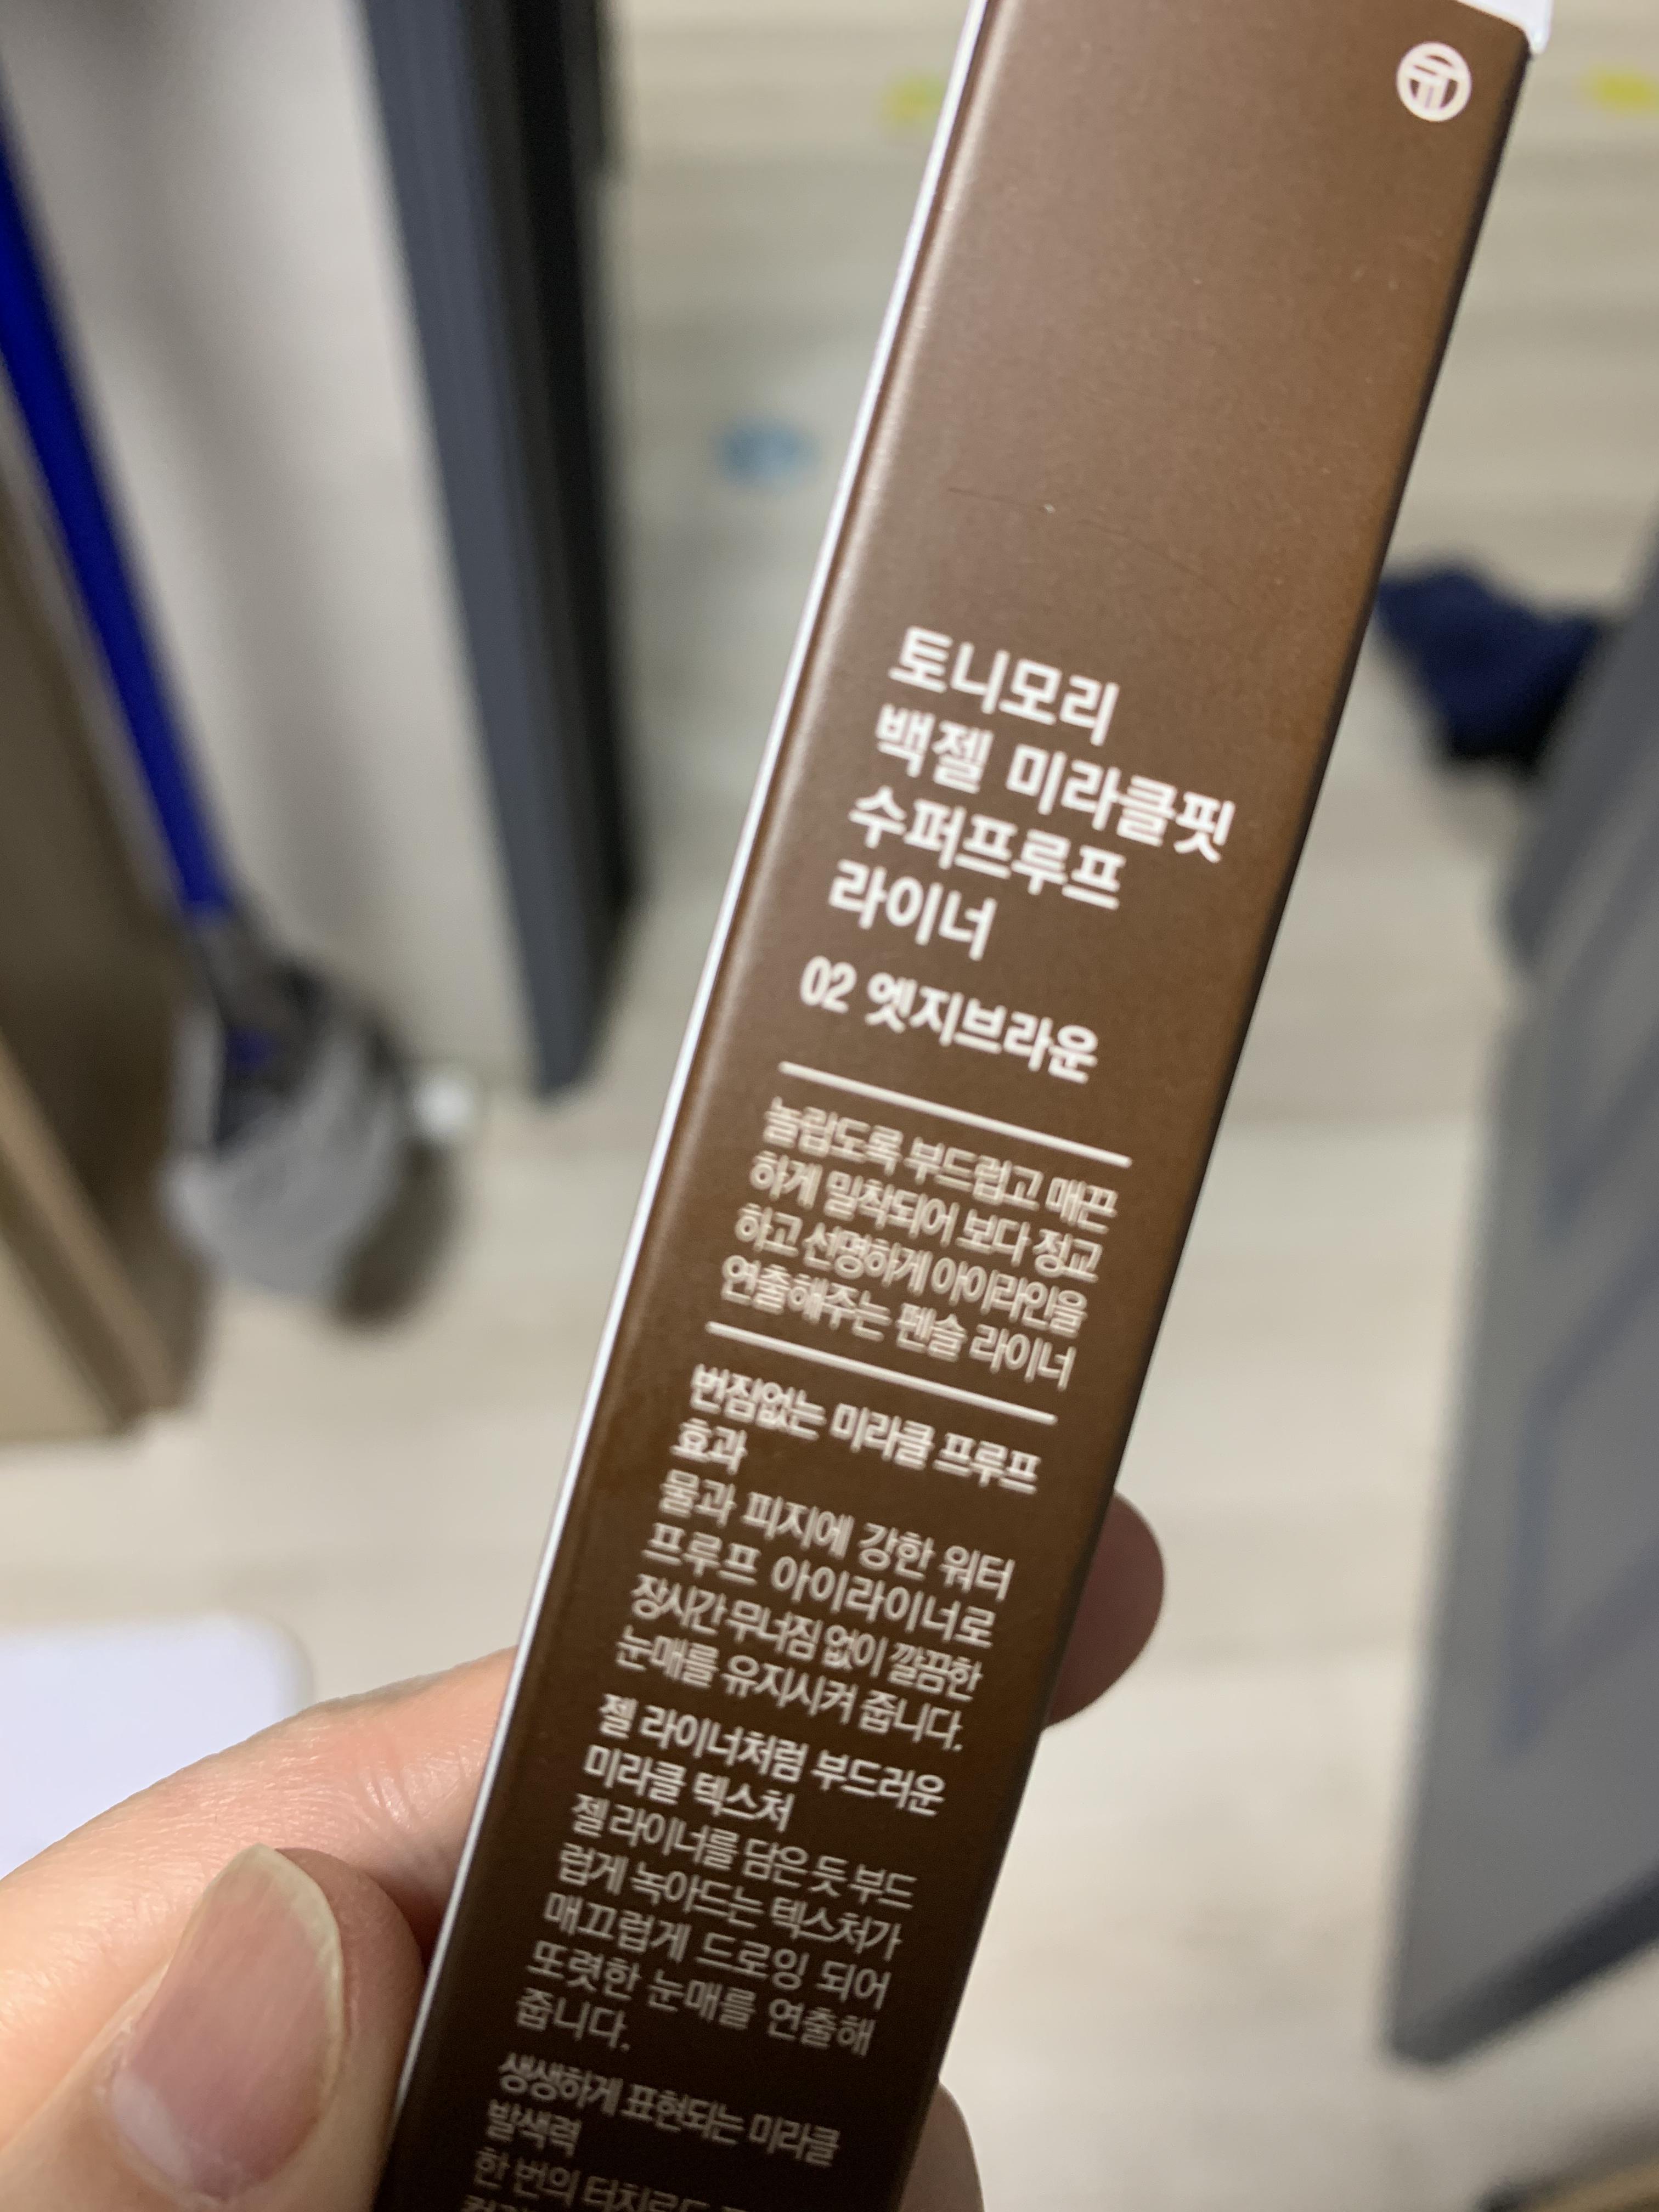 토니모리
백젤 미라클핏
수퍼프루프
라이너
02 엣지브라운
놀랍도록 부드럽고 매끈
하게 밀착되어 보다 정교
하고 선명하게 아이라인을
연출해주는 펜슬 라이너
번짐없는 미라클 프루프
효과
물과 피지에 강한 워터
프루프 아이라이너로
장시간 무너짐 없이 깔끔한
눈매를 유지시켜 줍니다.
젤 라이너처럼 부드러운
미라클 텍스처
젤 라이너를 담은 듯 부드
럽게 녹아드는 텍스처가
매끄럽게 드로잉 되어
또렷한 눈매를 연출해
줍니다.
생생하게 표현되는 미라클
발색력
한 번의 터치로도